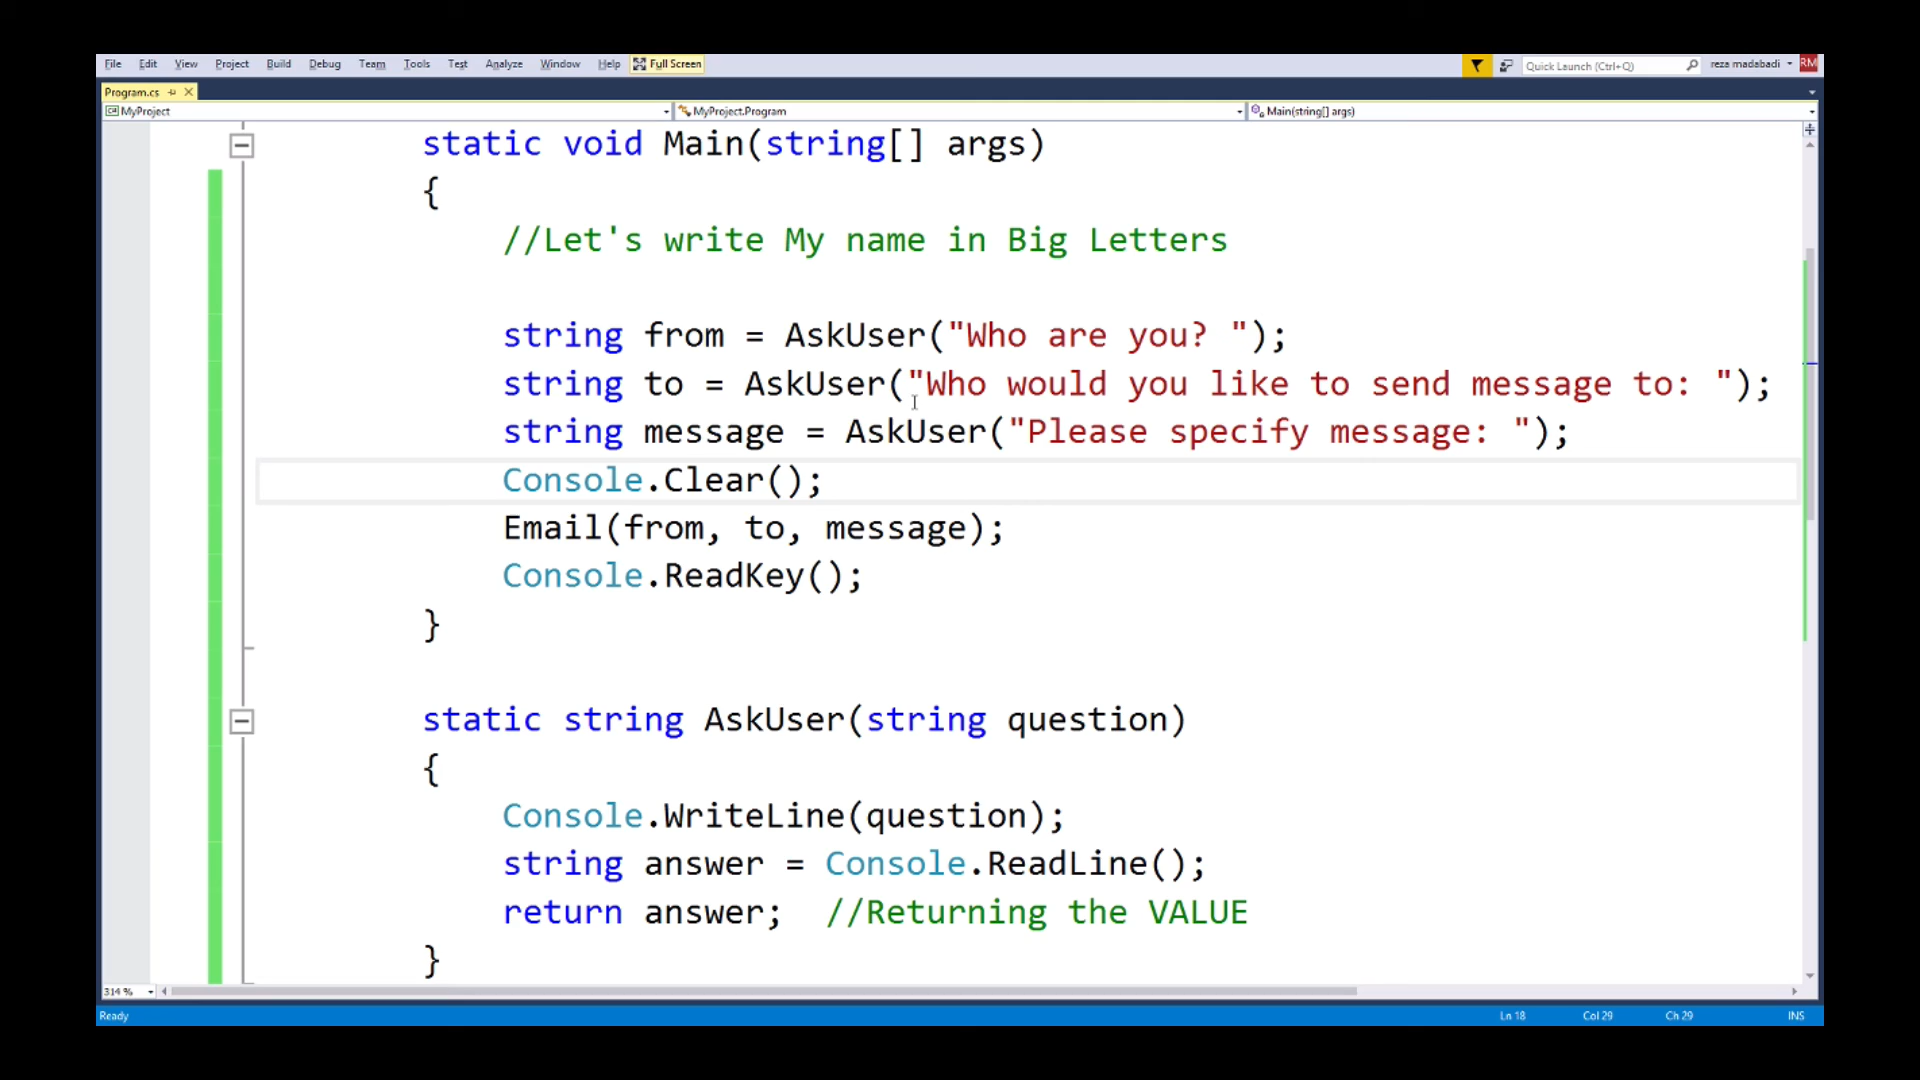 File Edit View Project Build Debug Team Tools Test Analyze Window Help Full Screen Quick Launch (Ctrl+Q) reza madabadi RM
Program.cs
MyProject MyProject.Program Main(string[] args)
static void Main(string[] args)
{
//Let's write My name in Big Letters
string from = AskUser("Who are you? ");
string to = AskUser("Who would you like to send message to: ");
string message = AskUser("Please specify message: ");
Console.Clear();
Email(from, to, message);
Console.ReadKey();
}
static string AskUser(string question)
{
Console.WriteLine(question);
string answer = Console.ReadLine();
return answer;  //Returning the VALUE
}
314 %
Ready Ln 18 Col 29 Ch 29 INS